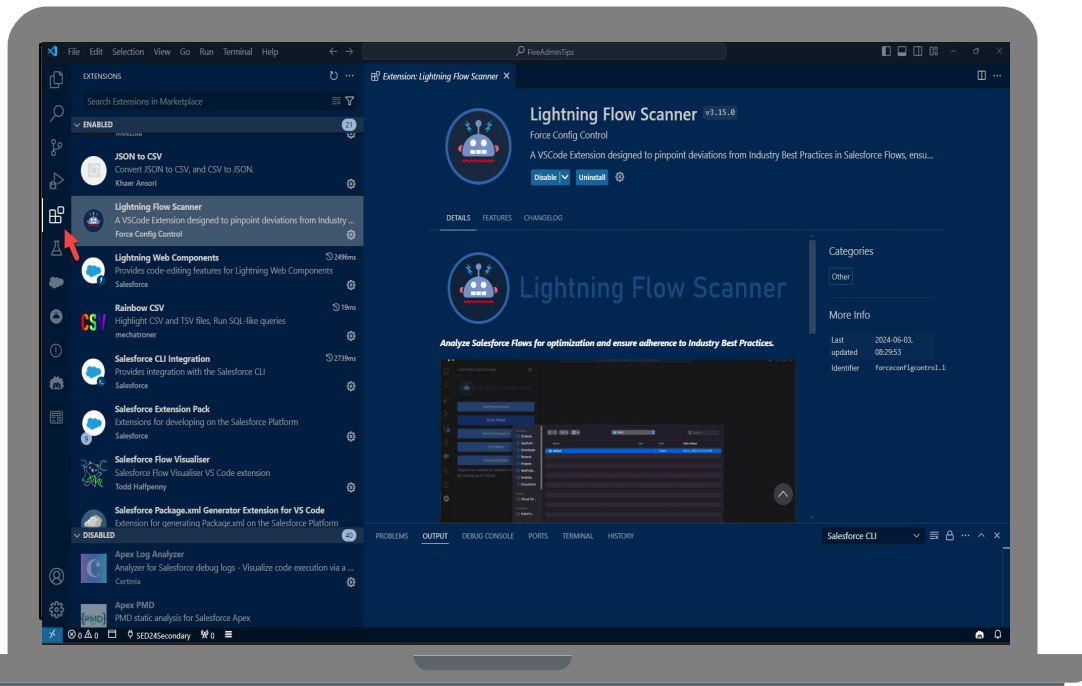 File Edit Selection View Go Run Terminal Help
FiveAdminTips
EXTENSIONS
Search Extensions in Marketplace
ENABLED
21
JSON to CSV
Convert JSON to CSV, and CSV to JSON.
Khaer Ansori
Lightning Flow Scanner
A VSCode Extension designed to pinpoint deviations from Industry ...
Force Config Control
Lightning Web Components
2496ms
Provides code-editing features for Lightning Web Components
Salesforce
Rainbow CSV
19ms
Highlight CSV and TSV files, Run SQL-like queries
mechatroner
CSV
Salesforce CLI Integration
2739ms
Provides integration with the Salesforce CLI
Salesforce
Salesforce Extension Pack
Extensions for developing on the Salesforce Platform
Salesforce
9
Salesforce Flow Visualiser
Salesforce Flow Visualiser VS Code extension
Todd Halfpenny
Salesforce Package.xml Generator Extension for VS Code
Extension for generating Package.xml on the Salesforce Platform
DISABLED
40
Apex Log Analyzer
Analyzer for Salesforce debug logs - Visualize code execution via a ...
Certinia
Apex PMD
PMD static analysis for Salesforce Apex
{PMD}
Extension: Lightning Flow Scanner
Lightning Flow Scanner v3.15.0
Force Config Control
A VSCode Extension designed to pinpoint deviations from Industry Best Practices in Salesforce Flows, ensu...
Disable
Uninstall
DETAILS FEATURES CHANGELOG
Lightning Flow Scanner
Analyze Salesforce Flows for optimization and ensure adherence to Industry Best Practices.
Categories
Other
More Info
Last updated 2024-06-03, 08:29:53
Identifier forceconfigcontrol.l
PROBLEMS OUTPUT DEBUG CONSOLE PORTS TERMINAL HISTORY
Salesforce CLI
0 0
SED24Secondary
0